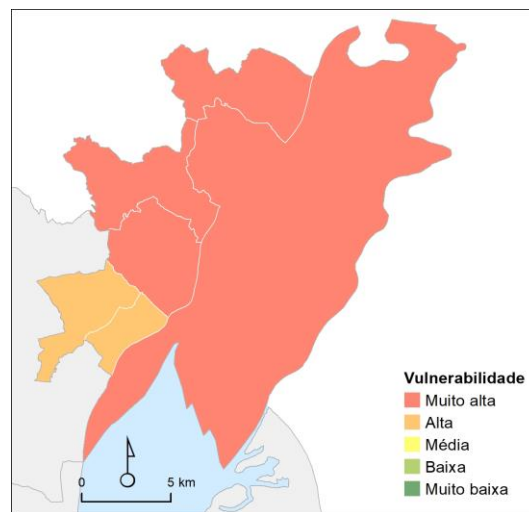 Vulnerabilidade
Muito alta
Alta
Média
Baixa
Muito baixa
0 5 km